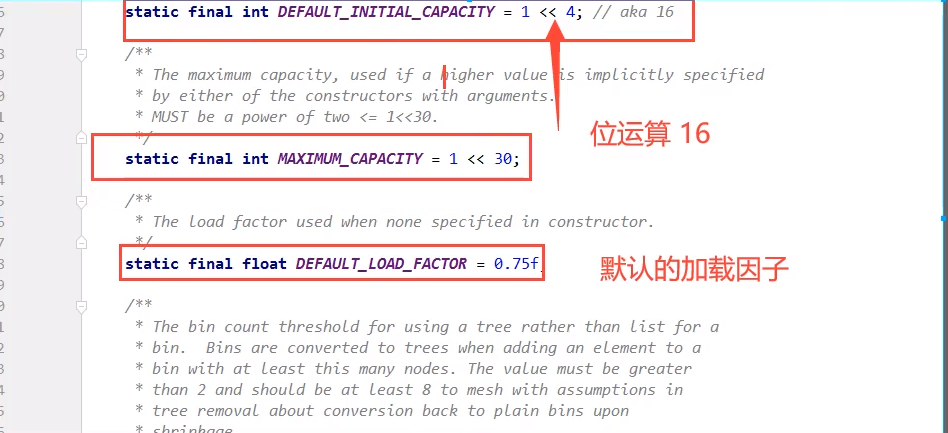 static final int DEFAULT_INITIAL_CAPACITY = 1 << 4; // aka 16
/**
* The maximum capacity, used if a higher value is implicitly specified
* by either of the constructors with arguments.
* MUST be a power of two <= 1<<30.
*/
位运算 16
static final int MAXIMUM_CAPACITY = 1 << 30;
/**
* The load factor used when none specified in constructor.
*/
static final float DEFAULT_LOAD_FACTOR = 0.75f
默认的加载因子
/**
* The bin count threshold for using a tree rather than list for a
* bin.  Bins are converted to trees when adding an element to a
* bin with at least this many nodes. The value must be greater
* than 2 and should be at least 8 to mesh with assumptions in
* tree removal about conversion back to plain bins upon
* shrinkage